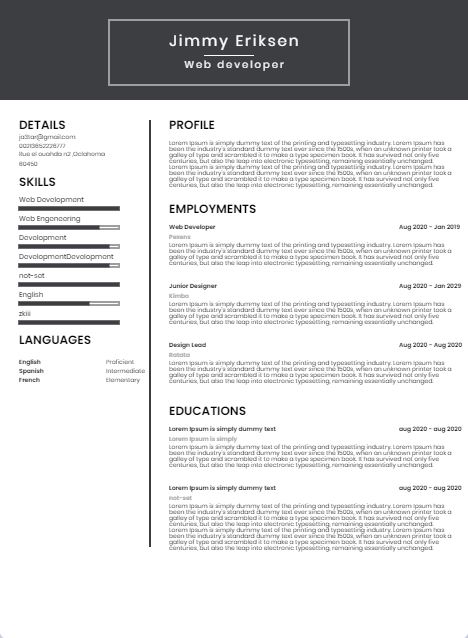 Jimmy Eriksen
Web developer
DETAILS
Rue el ouahda n2 ,Oclahoma
60450
SKILLS
Web Development
Web Engeneering
Development
DevelopmentDevelopment
not-set
English
zkiii
LANGUAGES
English Proficient
Spanish Intermediate
French Elementary
PROFILE
Lorem Ipsum is simply dummy text of the printing and typesetting industry. Lorem Ipsum has
been the industry's standard dummy text ever since the 1500s, when an unknown printer took a
galley of type and scrambled it to make a type specimen book. It has survived not only five
centuries, but also the leap into electronic typesetting, remaining essentially unchanged.
Lorem Ipsum is simply dummy text of the printing and typesetting industry. Lorem Ipsum has
been the industry's standard dummy text ever since the 1500s, when an unknown printer took a
galley of type and scrambled it to make a type specimen book. It has survived not only five
centuries, but also the leap into electronic typesetting, remaining essentially unchanged.
EMPLOYMENTS
Web Developer Aug 2020 - Jan 2019
Lorem Ipsum is simply dummy text of the printing and typesetting industry. Lorem Ipsum has
been the industry's standard dummy text ever since the 1500s, when an unknown printer took a
galley of type and scrambled it to make a type specimen book. It has survived not only five
centuries, but also the leap into electronic typesetting, remaining essentially unchanged.
Junior Designer Aug 2020 - Jan 2029
Kimbo
Lorem Ipsum is simply dummy text of the printing and typesetting industry. Lorem Ipsum has
been the industry's standard dummy text ever since the 1500s, when an unknown printer took a
galley of type and scrambled it to make a type specimen book. It has survived not only five
centuries, but also the leap into electronic typesetting, remaining essentially unchanged.
Design Lead Aug 2020 - Aug 2020
Ratata
Lorem Ipsum is simply dummy text of the printing and typesetting industry. Lorem Ipsum has
been the industry's standard dummy text ever since the 1500s, when an unknown printer took a
galley of type and scrambled it to make a type specimen book. It has survived not only five
centuries, but also the leap into electronic typesetting, remaining essentially unchanged.
EDUCATIONS
Lorem Ipsum is simply dummy text aug 2020 - aug 2020
Lorem Ipsum is simply
Lorem Ipsum is simply dummy text of the printing and typesetting industry. Lorem Ipsum has
been the industry's standard dummy text ever since the 1500s, when an unknown printer took a
galley of type and scrambled it to make a type specimen book. It has survived not only five
centuries, but also the leap into electronic typesetting, remaining essentially unchanged.
Lorem Ipsum is simply dummy text aug 2020 - aug 2020
not-set
Lorem Ipsum is simply dummy text of the printing and typesetting industry. Lorem Ipsum has
been the industry's standard dummy text ever since the 1500s, when an unknown printer took a
galley of type and scrambled it to make a type specimen book. It has survived not only five
centuries, but also the leap into electronic typesetting, remaining essentially unchanged.
Lorem Ipsum is simply dummy text of the printing and typesetting industry. Lorem Ipsum has
been the industry's standard dummy text ever since the 1500s, when an unknown printer took a
galley of type and scrambled it to make a type specimen book. It has survived not only five
centuries, but also the leap into electronic typesetting, remaining essentially unchanged.